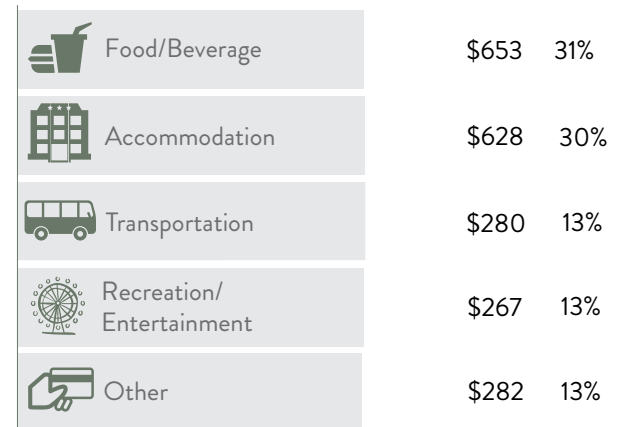 Food/Beverage $653 31%
Accommodation $628 30%
Transportation $280 13%
Recreation/
Entertainment $267 13%
Other $282 13%